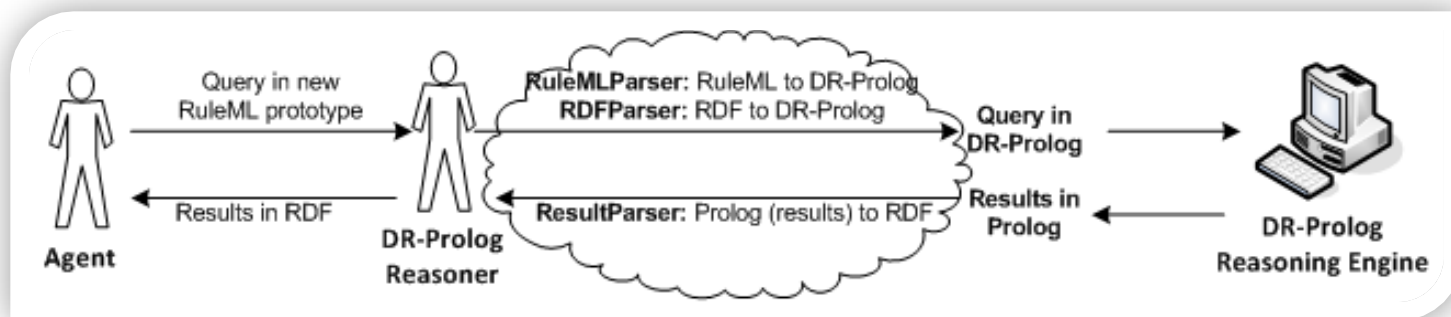 Query in new
RuleML prototype
RuleMLParser: RuleML to DR-Prolog
RDFParser: RDF to DR-Prolog
Query in
DR-Prolog
Results in RDF
ResultParser: Prolog (results) to RDF
Results in
Prolog
Agent
DR-Prolog
Reasoner
DR-Prolog
Reasoning Engine